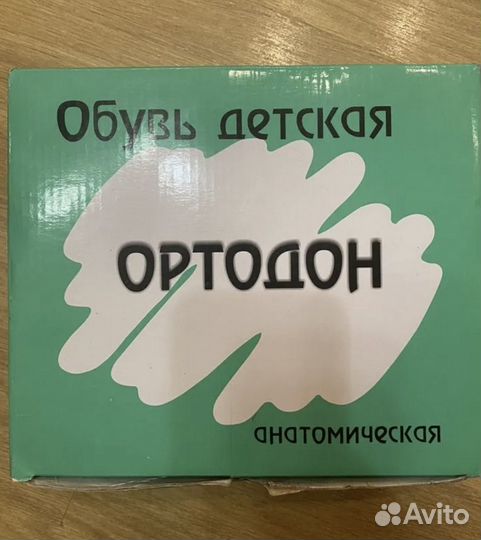 Обувь детская
ОРТОДОН
анатомическая
Avito